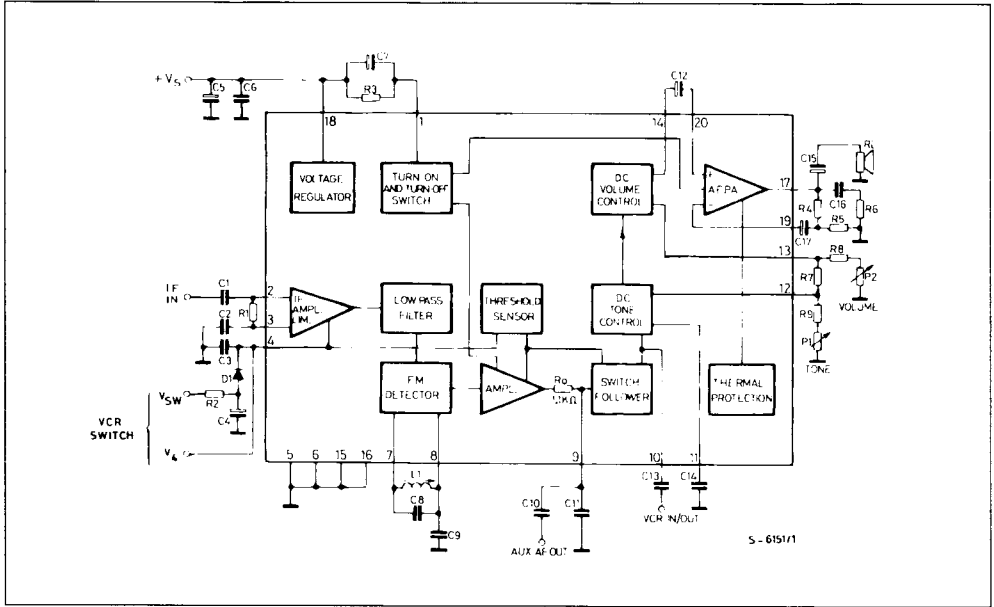 + VS
C5
C6
C7
R3
C12
18
1
14
20
VOLTAGE
REGULATOR
TURN ON
AND TURN-OFF
SWITCH
DC
VOLUME
CONTROL
AF PA
+
-
17
19
13
12
C15
RL
C16
R4
R5
R6
C17
R8
R7
P2
VOLUME
R9
P1
TONE
IF
IN
C1
2
R1
C2
3
C3
4
IF
AMPL.
LIM.
LOW PASS
FILTER
THRESHOLD
SENSOR
DC
TONE
CONTROL
D1
VSW
R2
C4
VCR
SWITCH
V4
FM
DETECTOR
AMPL.
Ro
1.1KΩ
SWITCH
FOLLOWER
THERMAL
PROTECTION
5
6
15
16
7
8
9
10
11
L1
C8
C9
C10
C11
C13
C14
AUX AF OUT
VCR IN/OUT
S - 6151/1